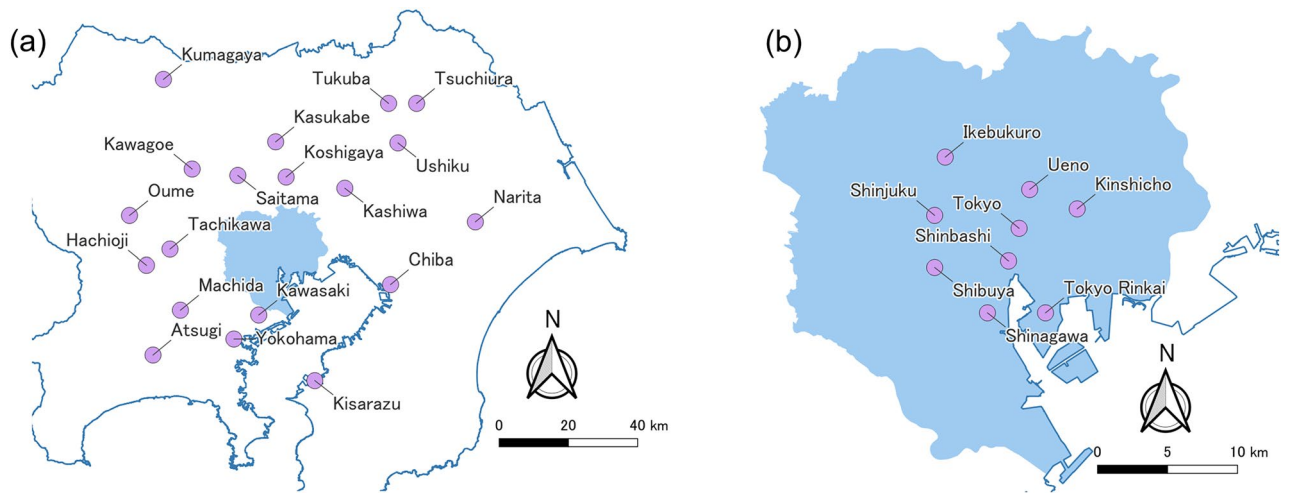 (a)
Kumagaya
Tukuba
Tsuchiura
Kasukabe
Kawagoe
Koshigaya
Ushiku
Oume
Saitama
Kashiwa
Narita
Tachikawa
Hachioji
Chiba
Machida
Kawasaki
Atsugi
Yokohama
Kisarazu
N
0 20 40 km
(b)
Ikebukuro
Ueno
Kinshicho
Shinjuku
Tokyo
Shinbashi
Shibuya
Tokyo Rinkai
Shinagawa
N
0 5 10 km